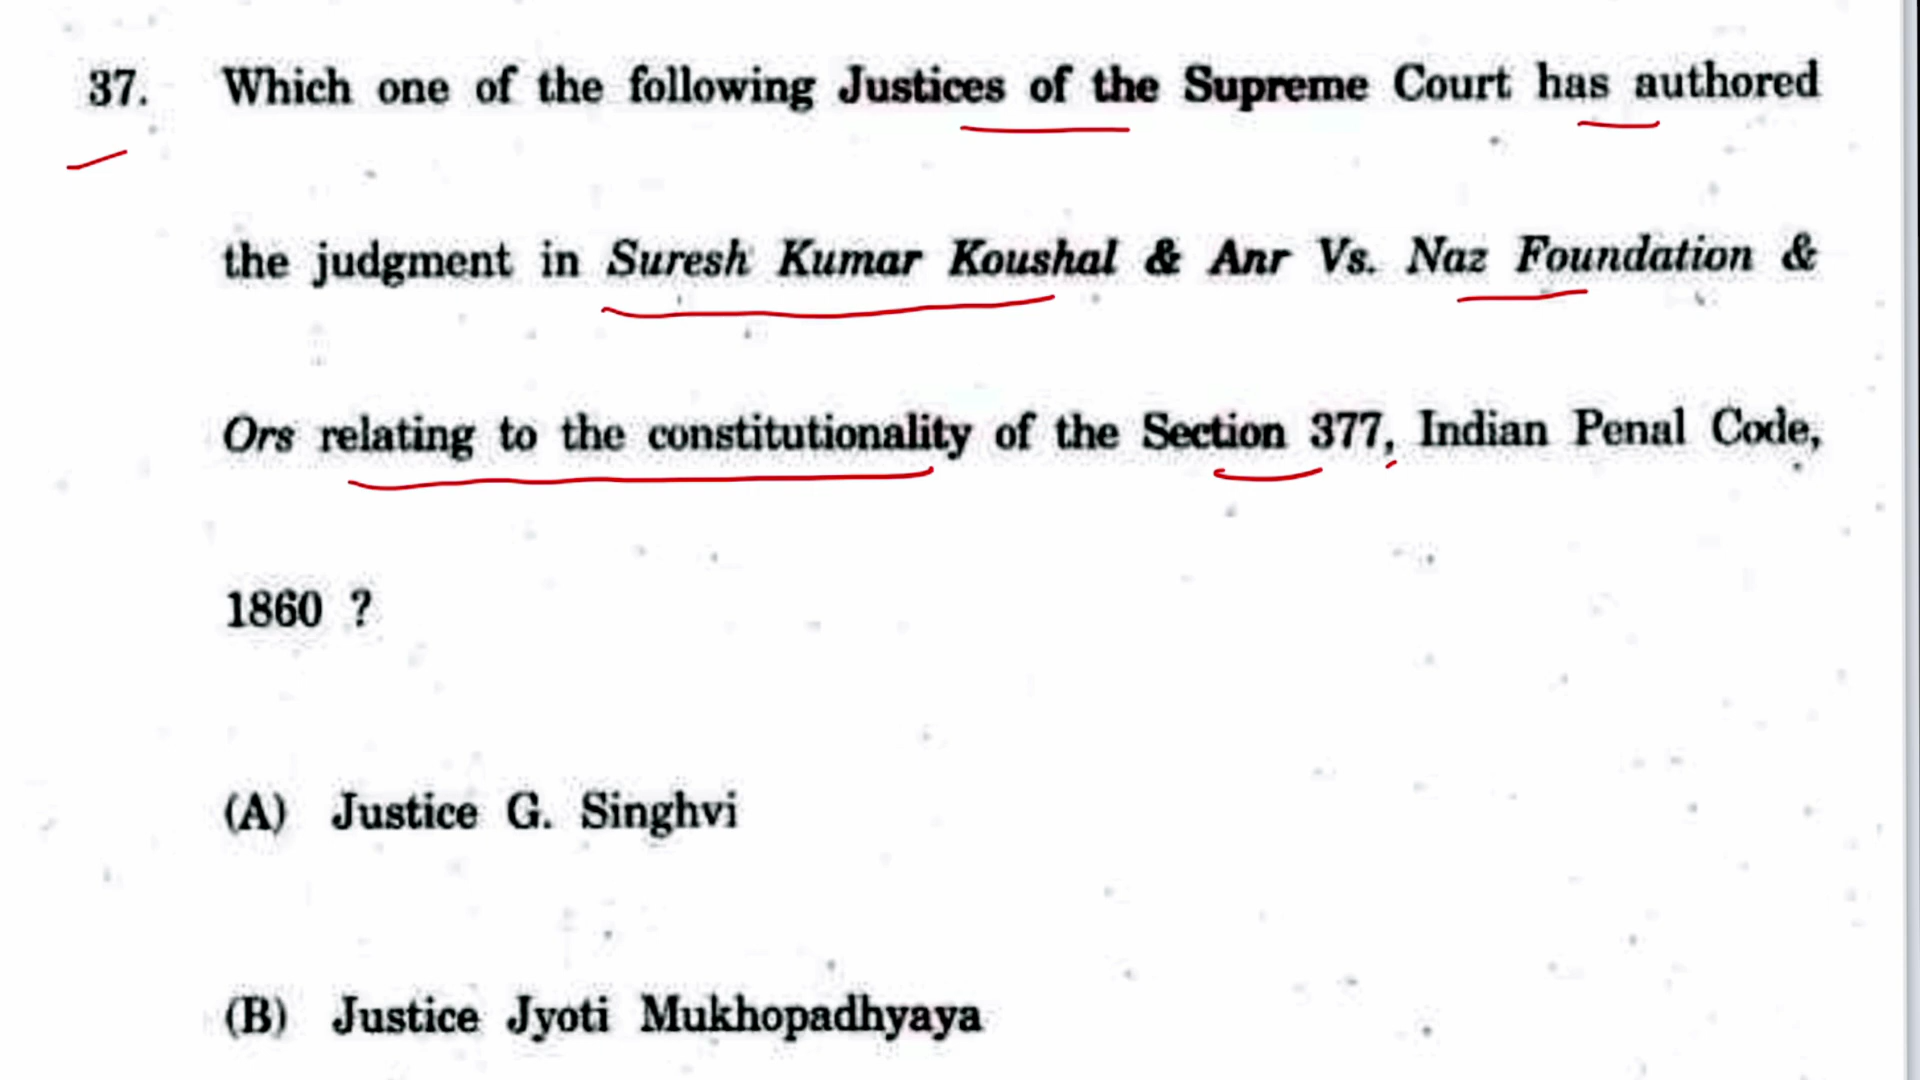 37. Which one of the following Justices of the Supreme Court has authored
the judgment in Suresh Kumar Koushal & Anr Vs. Naz Foundation &
Ors relating to the constitutionality of the Section 377, Indian Penal Code,
1860 ?
(A) Justice G. Singhvi
(B) Justice Jyoti Mukhopadhyaya